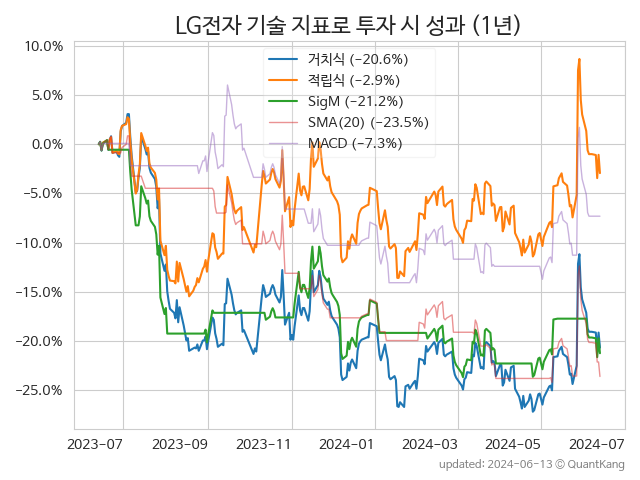 LG전자 기술 지표로 투자 시 성과 (1년)
10.0%
5.0%
0.0%
−5.0%
−10.0%
−15.0%
−20.0%
−25.0%
거치식 (−20.6%)
적립식 (−2.9%)
SigM (−21.2%)
SMA(20) (−23.5%)
MACD (−7.3%)
2023-07
2023-09
2023-11
2024-01
2024-03
2024-05
2024-07
updated: 2024-06-13 © QuantKang